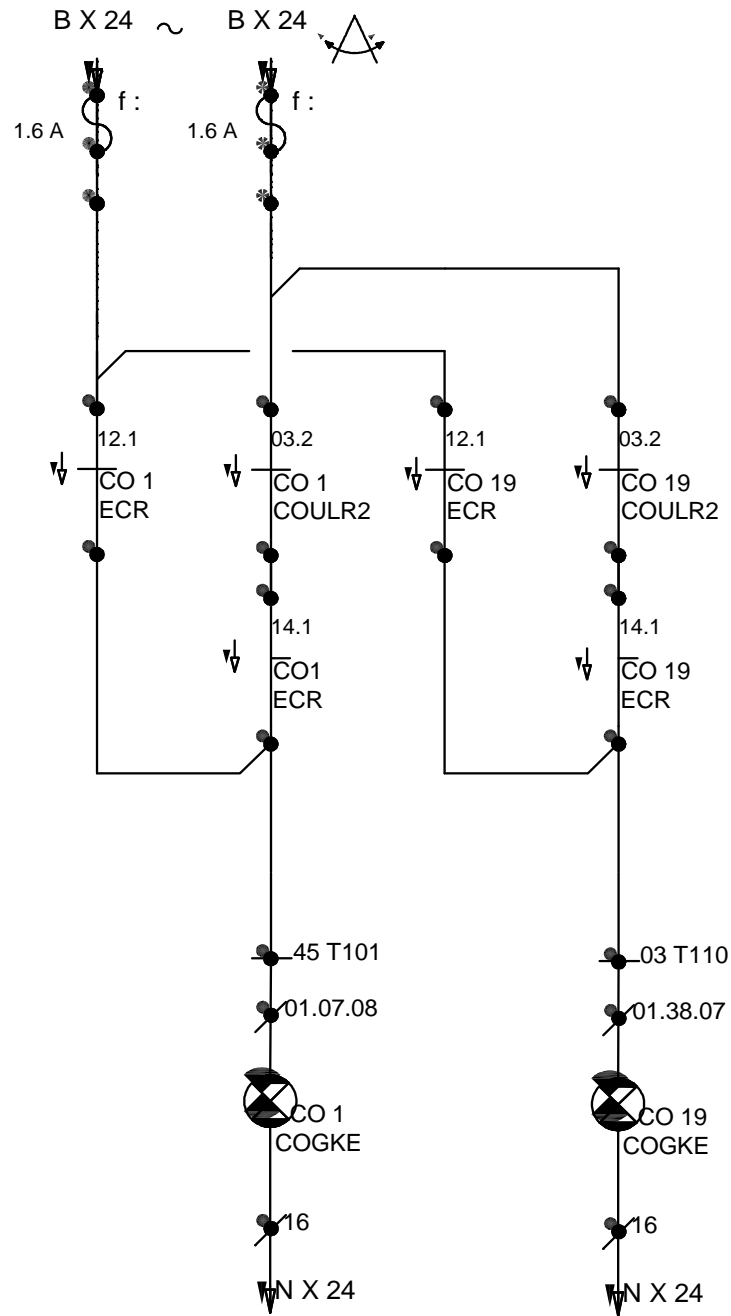 B X 24 ~ B X 24
f : f :
1.6 A 1.6 A
12.1 03.2 12.1 03.2
CO 1 CO 1 CO 19 CO 19
ECR COULR2 ECR COULR2
14.1 14.1
CO1 CO 19
ECR ECR
45 T101 03 T110
01.07.08 01.38.07
CO 1 CO 19
COGKE COGKE
16 16
N X 24 N X 24